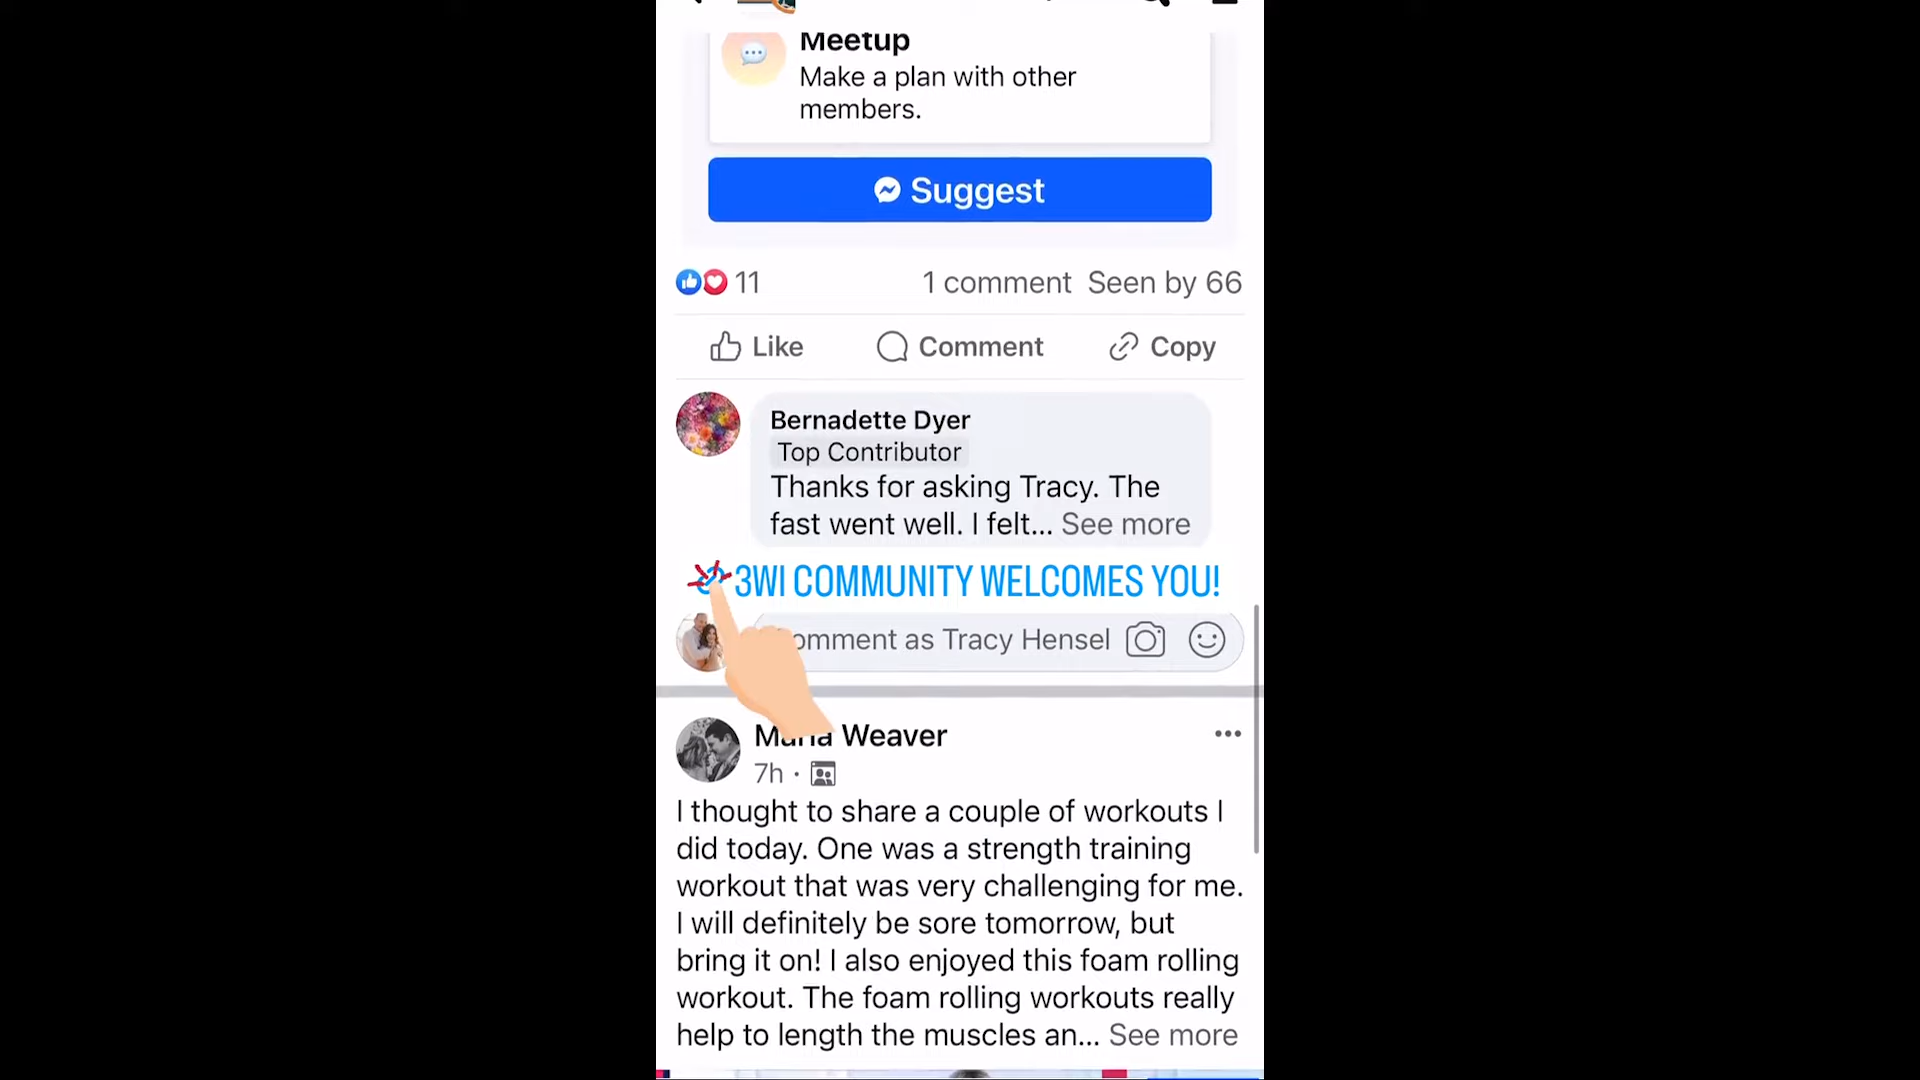 Meetup
Make a plan with other
members.
Suggest
11
1 comment Seen by 66
Like
Comment
Copy
Bernadette Dyer
Top Contributor
Thanks for asking Tracy. The
fast went well. I felt... See more
3WI COMMUNITY WELCOMES YOU!
omment as Tracy Hensel
Weaver
7h ·
I thought to share a couple of workouts I
did today. One was a strength training
workout that was very challenging for me.
I will definitely be sore tomorrow, but
bring it on! I also enjoyed this foam rolling
workout. The foam rolling workouts really
help to length the muscles an... See more